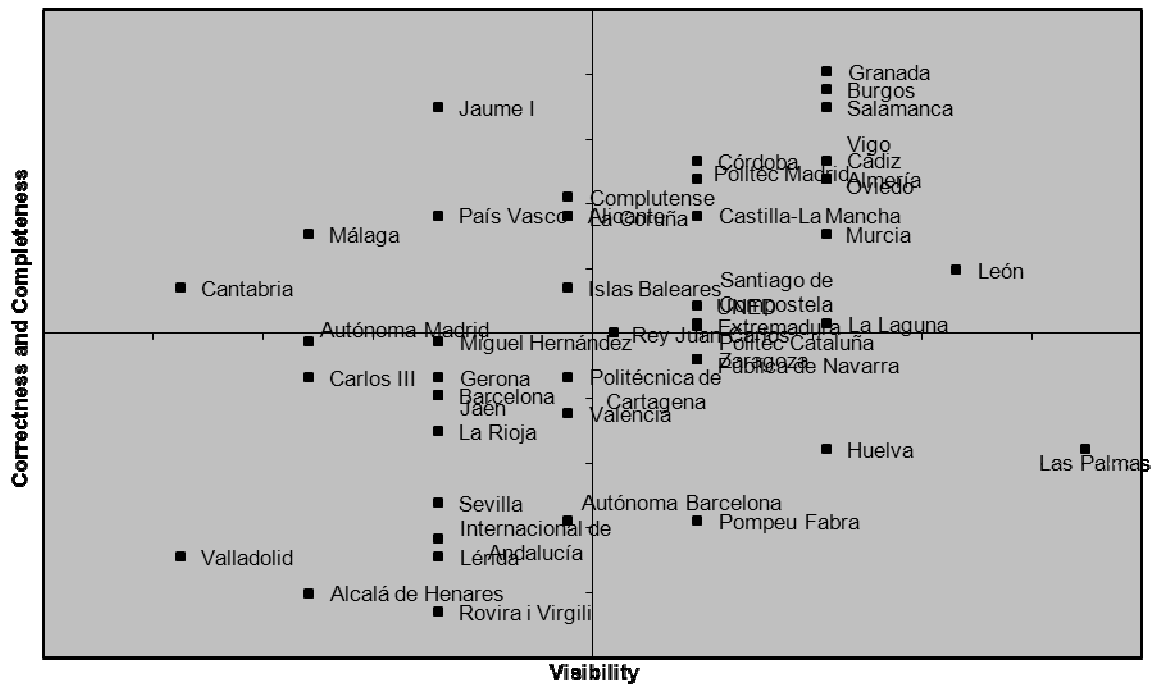 Granada
Burgos
Jaume I
Salamanca
Vigo
Córdoba
Cádiz
Politéc Madrid
Almería
Oviedo
Complutense
País Vasco
Alicante
La Coruña
Castilla-La Mancha
Málaga
Murcia
León
Santiago de
Compostela
Cantabria
Islas Baleares
UNED
Extremadura
La Laguna
Autónoma Madrid
Rey Juan Carlos
Miguel Hernández
Politéc Cataluña
Zaragoza
Pública de Navarra
Carlos III
Gerona
Politécnica de
Cartagena
Barcelona
Jaén
Valencia
La Rioja
Huelva
Las Palmas
Sevilla
Autónoma Barcelona
Pompeu Fabra
Internacional de
Andalucía
Valladolid
Lérida
Alcalá de Henares
Rovira i Virgili
Correctness and Completeness
Visibility